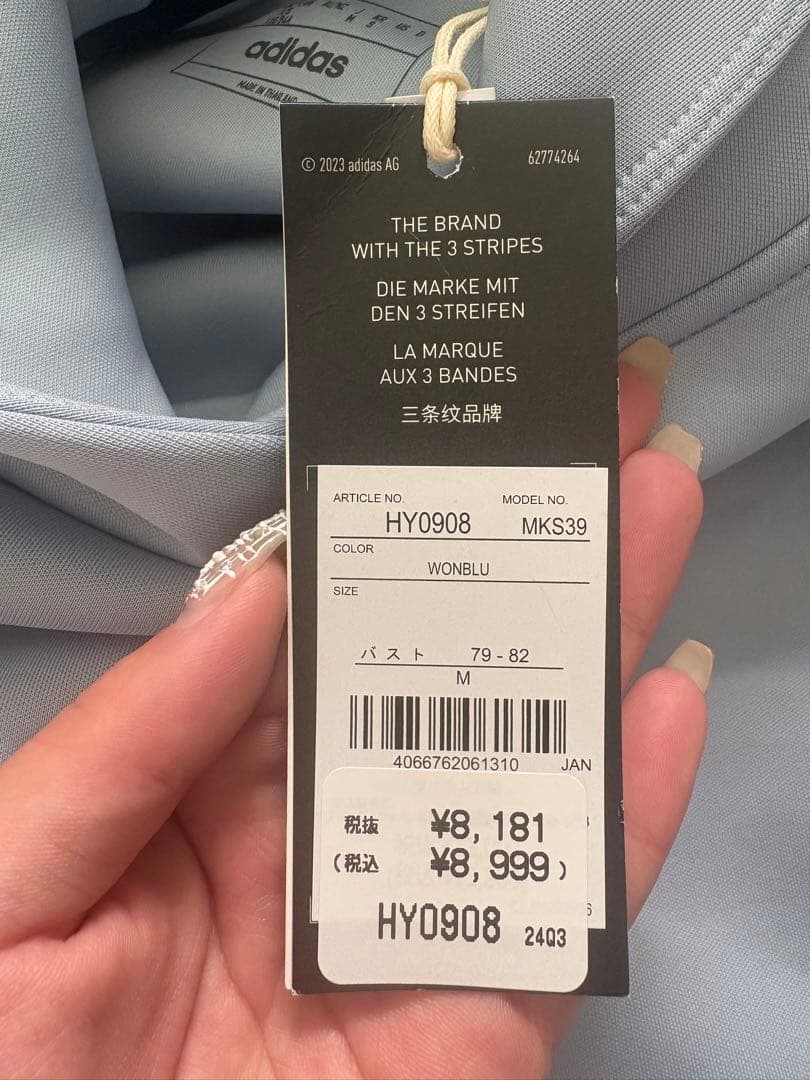 adidas
MADE IN THAILAND
© 2023 adidas AG
62774264
THE BRAND
WITH THE 3 STRIPES
DIE MARKE MIT
DEN 3 STREIFEN
LA MARQUE
AUX 3 BANDES
三条纹品牌
ARTICLE NO.
MODEL NO.
HY0908
MKS39
COLOR
WONBLU
SIZE
バスト 79 - 82
M
4066762061310 JAN
税抜 ¥8,181
(税込 ¥8,999)
HY0908 24Q3